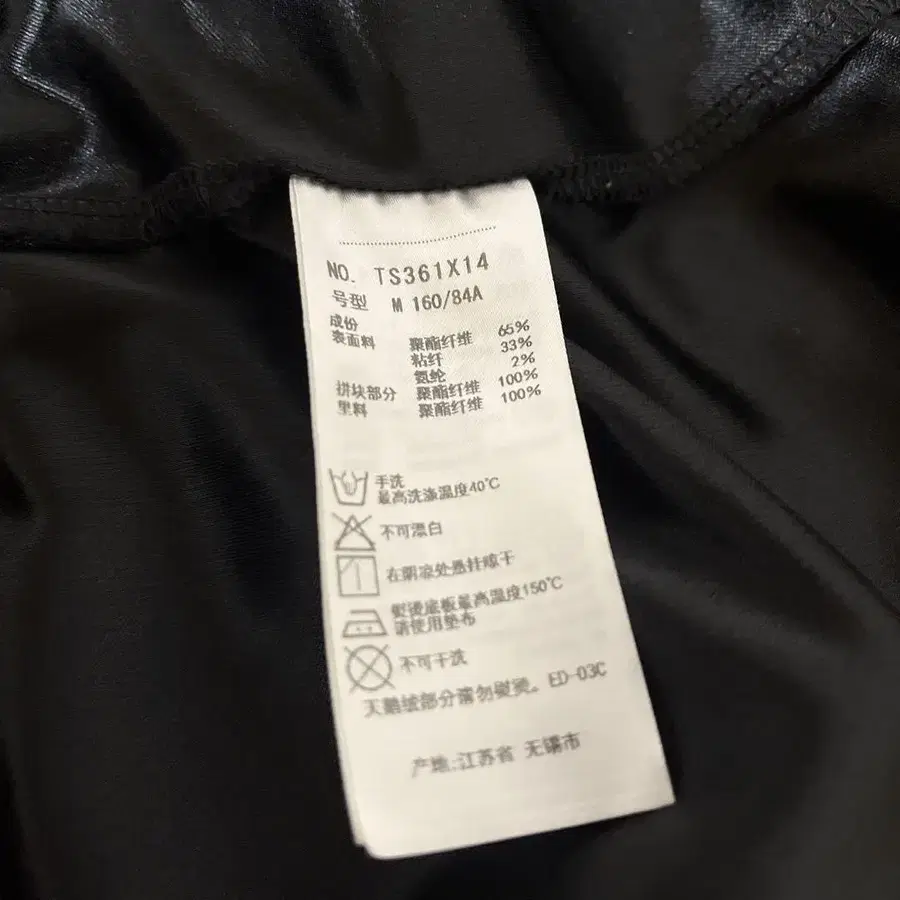 NO. TS361X14
号型 M 160/84A
成份
表面料 聚酯纤维 65%
粘纤 33%
氨纶 2%
拼块部分 聚酯纤维 100%
里料 聚酯纤维 100%
手洗
最高洗涤温度40℃
不可漂白
在阴凉处悬挂晾干
熨烫底板最高温度150℃
请使用垫布
不可干洗
天鹅绒部分请勿熨烫。ED-03C
产地:江苏省 无锡市